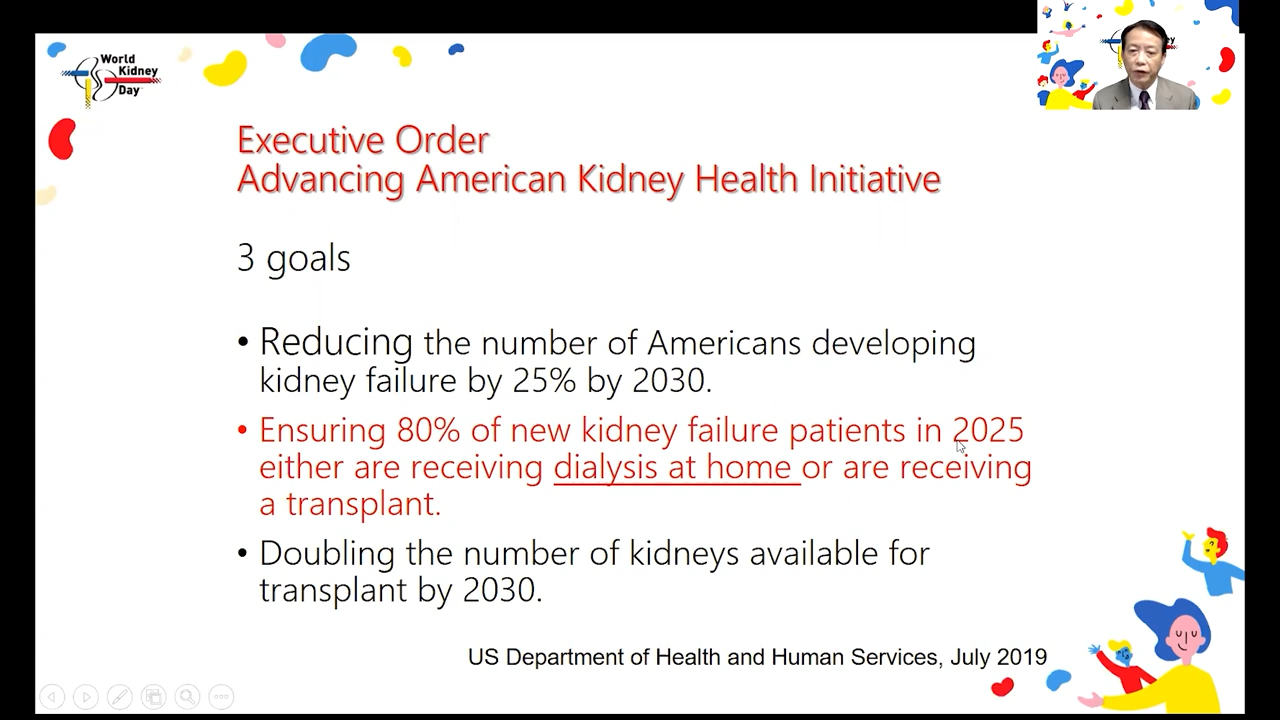 World
Kidney
Day
Executive Order
Advancing American Kidney Health Initiative
3 goals
• Reducing the number of Americans developing
kidney failure by 25% by 2030.
• Ensuring 80% of new kidney failure patients in 2025
either are receiving dialysis at home or are receiving
a transplant.
• Doubling the number of kidneys available for
transplant by 2030.
US Department of Health and Human Services, July 2019